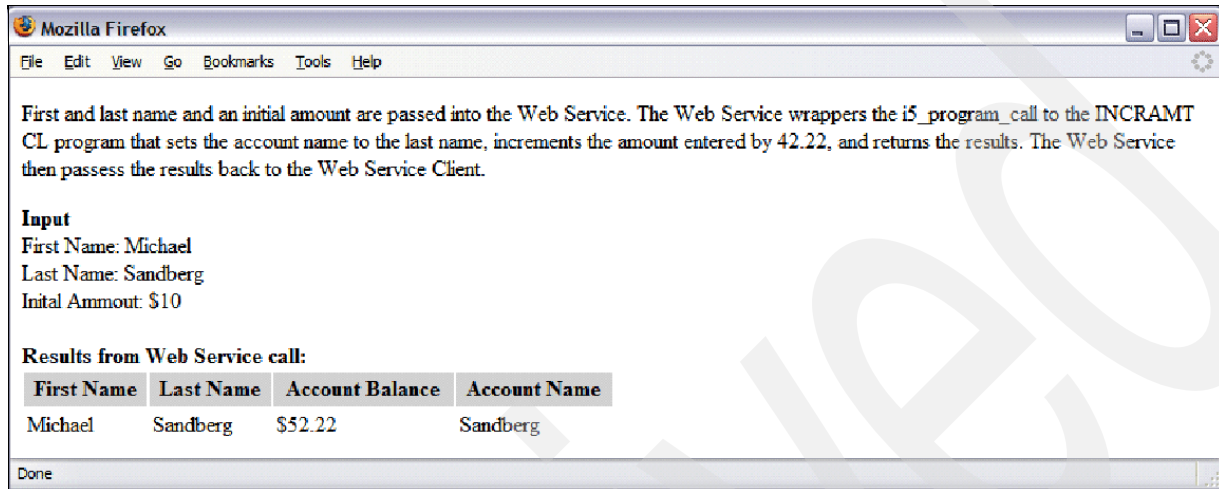 Mozilla Firefox
File Edit View Go Bookmarks Tools Help
First and last name and an initial amount are passed into the Web Service. The Web Service wrappers the i5_program_call to the INCRAMT
CL program that sets the account name to the last name, increments the amount entered by 42.22, and returns the results. The Web Service
then passess the results back to the Web Service Client.
Input
First Name: Michael
Last Name: Sandberg
Inital Ammout: $10
Results from Web Service call:
First Name Last Name Account Balance Account Name
Michael Sandberg $52.22 Sandberg
Done